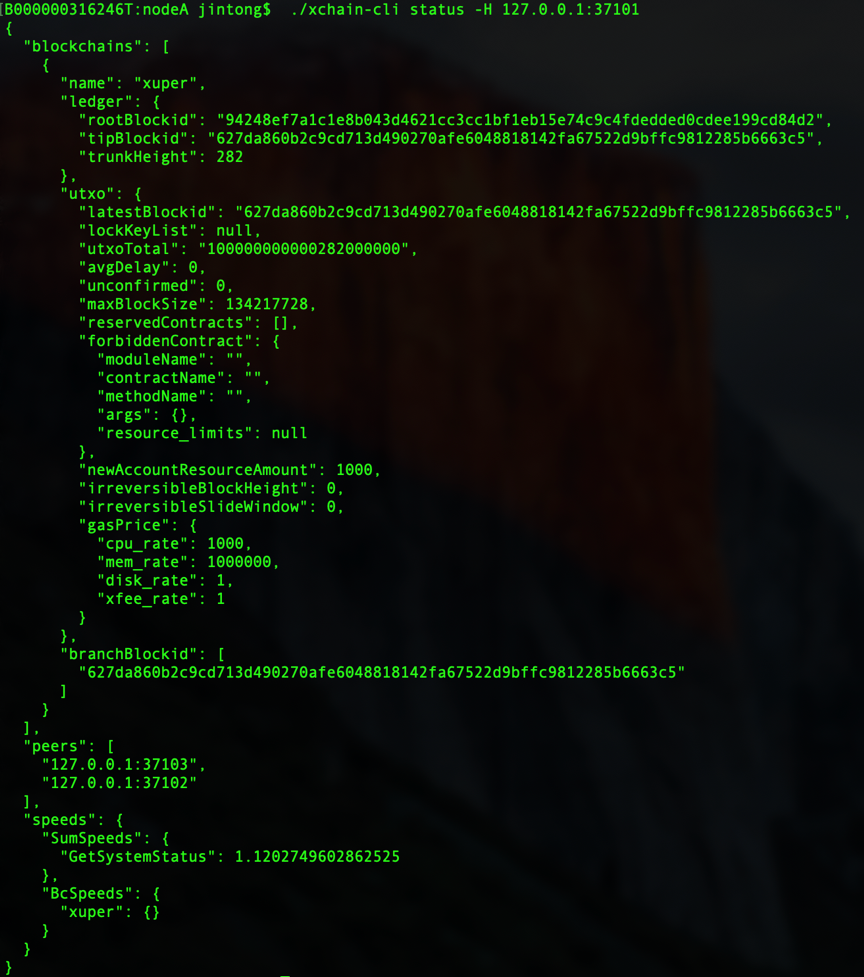 [B000000316246T:nodeA jintong$  ./xchain-cli status -H 127.0.0.1:37101
{
  "blockchains": [
    {
      "name": "xuper",
      "ledger": {
        "rootBlockid": "94248ef7a1c1e8b043d4621cc3cc1bf1eb15e74c9c4fdedded0cdee199cd84d2",
        "tipBlockid": "627da860b2c9cd713d490270afe6048818142fa67522d9bffc9812285b6663c5",
        "trunkHeight": 282
      },
      "utxo": {
        "latestBlockid": "627da860b2c9cd713d490270afe6048818142fa67522d9bffc9812285b6663c5",
        "lockKeyList": null,
        "utxoTotal": "100000000000282000000",
        "avgDelay": 0,
        "unconfirmed": 0,
        "maxBlockSize": 134217728,
        "reservedContracts": [],
        "forbiddenContract": {
          "moduleName": "",
          "contractName": "",
          "methodName": "",
          "args": {},
          "resource_limits": null
        },
        "newAccountResourceAmount": 1000,
        "irreversibleBlockHeight": 0,
        "irreversibleSlideWindow": 0,
        "gasPrice": {
          "cpu_rate": 1000,
          "mem_rate": 1000000,
          "disk_rate": 1,
          "xfee_rate": 1
        }
      },
      "branchBlockid": [
        "627da860b2c9cd713d490270afe6048818142fa67522d9bffc9812285b6663c5"
      ]
    }
  ],
  "peers": [
    "127.0.0.1:37103",
    "127.0.0.1:37102"
  ],
  "speeds": {
    "SumSpeeds": {
      "GetSystemStatus": 1.1202749602862525
    },
    "BcSpeeds": {
      "xuper": {}
    }
  }
}